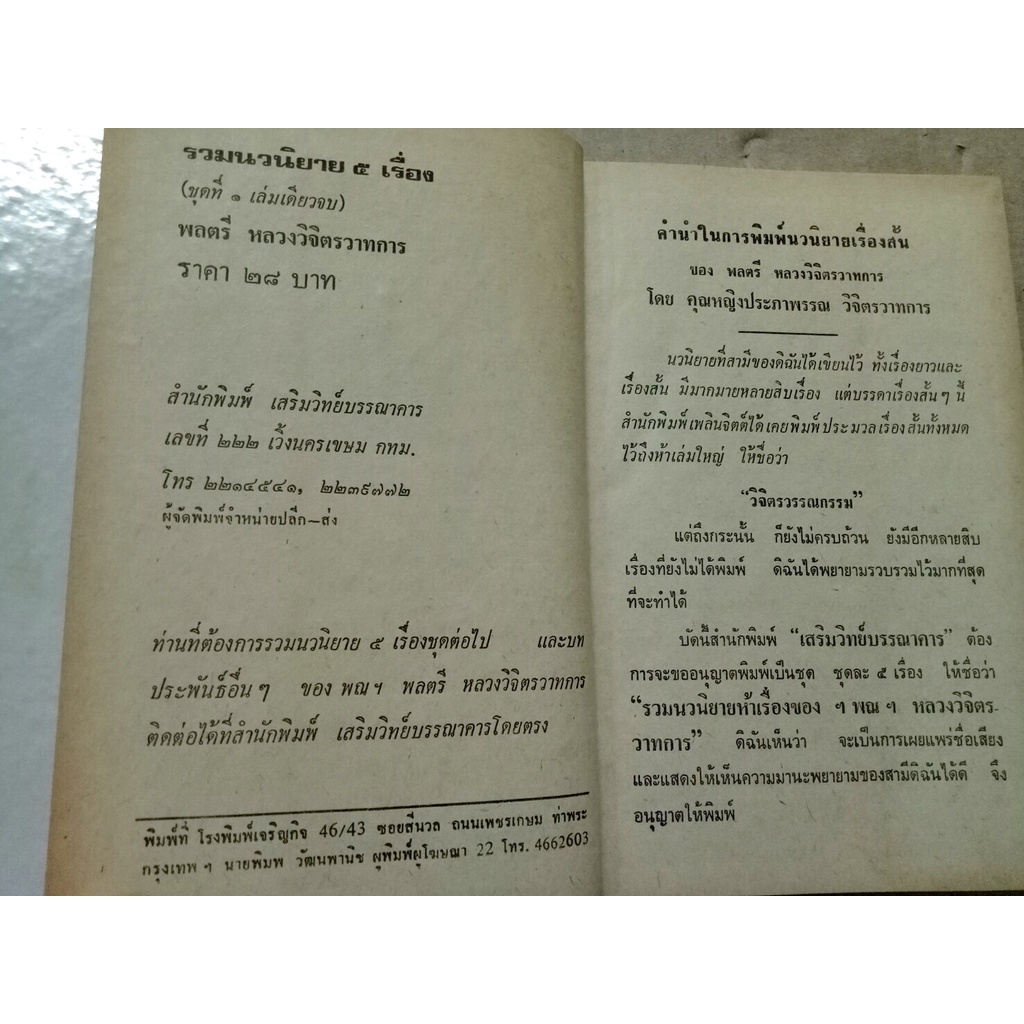 รวมนวนิยาย ๕ เรื่อง
(ชุดที่ ๑ เล่มเดียวจบ)
พลตรี หลวงวิจิตรวาทการ
ราคา ๒๘ บาท
สำนักพิมพ์ เสริมวิทย์บรรณาคาร
เลขที่ ๒๒๒ เวิ้งนครเขษม กทม.
โทร ๒๒๑๔๕๔๑, ๒๒๓๙๗๗๒
ผู้จัดพิมพ์จำหน่ายปลีก–ส่ง
ท่านที่ต้องการรวมนวนิยาย ๕ เรื่องชุดต่อไป และบท
ประพันธ์อื่นๆ ของ พณฯ พลตรี หลวงวิจิตรวาทการ
ติดต่อได้ที่สำนักพิมพ์ เสริมวิทย์บรรณาคารโดยตรง
พิมพ์ที่ โรงพิมพ์เจริญกิจ 46/43 ซอยสีนวล ถนนเพชรเกษม ท่าพระ
กรุงเทพ ฯ นายพิมพ วัฒนพานิช ผู้พิมพ์ผู้โฆษณา 22 โทร. 4662603
คำนำในการพิมพ์นวนิยายเรื่องสั้น
ของ พลตรี หลวงวิจิตรวาทการ
โดย คุณหญิงประภาพรรณ วิจิตรวาทการ
นวนิยายที่สามีของดิฉันได้เขียนไว้ ทั้งเรื่องยาวและ
เรื่องสั้น มีมากมายหลายสิบเรื่อง แต่บรรดาเรื่องสั้น ๆ นี้
สำนักพิมพ์เพลินจิตต์ได้เคยพิมพ์ประมวลเรื่องสั้นทั้งหมด
ไว้ถึงห้าเล่มใหญ่ ให้ชื่อว่า
“วิจิตรวรรณกรรม”
แต่ถึงกระนั้น ก็ยังไม่ครบถ้วน ยังมีอีกหลายสิบ
เรื่องที่ยังไม่ได้พิมพ์ ดิฉันได้พยายามรวบรวมไว้มากที่สุด
ที่จะทำได้
บัดนี้สำนักพิมพ์ “เสริมวิทย์บรรณาคาร” ต้อง
การจะขออนุญาตพิมพ์เป็นชุด ชุดละ ๕ เรื่อง ให้ชื่อว่า
“รวมนวนิยายห้าเรื่องของ ฯ พณ ฯ หลวงวิจิตร-
วาทการ” ดิฉันเห็นว่า จะเป็นการเผยแพร่ชื่อเสียง
และแสดงให้เห็นความมานะพยายามของสามีดิฉันได้ดี จึง
อนุญาตให้พิมพ์